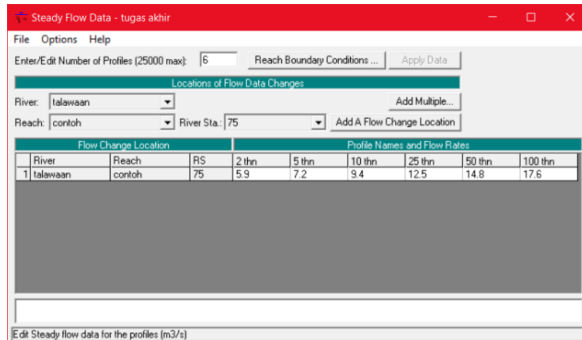 Steady Flow Data - tugas akhir
File Options Help
Enter/Edit Number of Profiles (25000 max): 6 Reach Boundary Conditions ... Apply Data
Locations of Flow Data Changes
River: talawaan Add Multiple...
Reach: contoh River Sta.: 75 Add A Flow Change Location
Flow Change Location Profile Names and Flow Rates
River Reach RS 2 thn 5 thn 10 thn 25 thn 50 thn 100 thn
1 talawaan contoh 75 5.9 7.2 9.4 12.5 14.8 17.6
Edit Steady flow data for the profiles (m3/s)